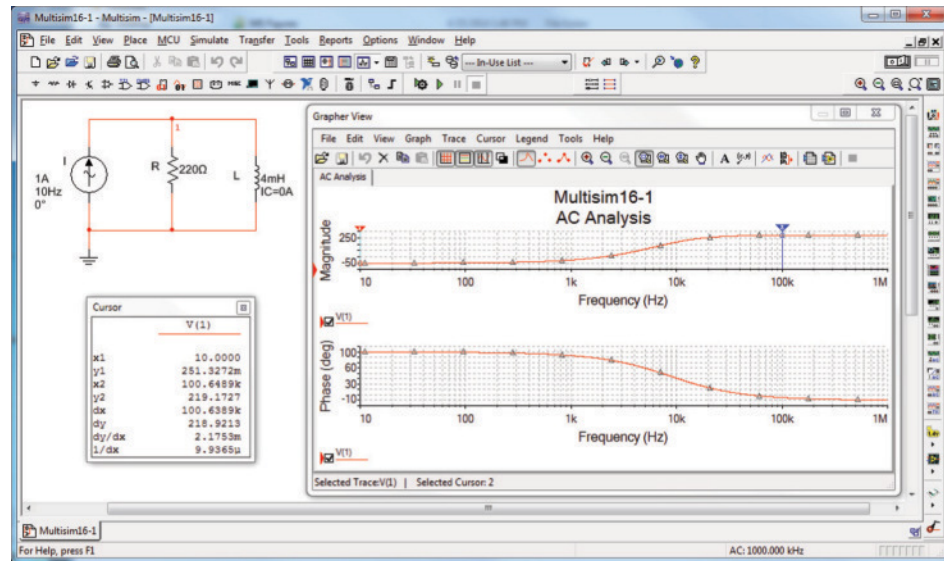 Multisim16-1 - Multisim - [Multisim16-1]
File Edit View Place MCU Simulate Transfer Tools Reports Options Window Help
--- In-Use List ---
1
I
1A
10Hz
0°
R
220Ω
L
4mH
IC=0A
Grapher View
File Edit View Graph Trace Cursor Legend Tools Help
AC Analysis
Multisim16-1
AC Analysis
Magnitude
250
-50
10 100 1k 10k 100k 1M
Frequency (Hz)
V(1)
Phase (deg)
100
60
30
-10
10 100 1k 10k 100k 1M
Frequency (Hz)
V(1)
Selected Trace:V(1) | Selected Cursor: 2
Cursor
V(1)
x1 10.0000
y1 251.3272m
x2 100.6489k
y2 219.1727
dx 100.6389k
dy 218.9213
dy/dx 2.1753m
1/dx 9.9365µ
Multisim16-1
For Help, press F1
AC: 1000.000 kHz